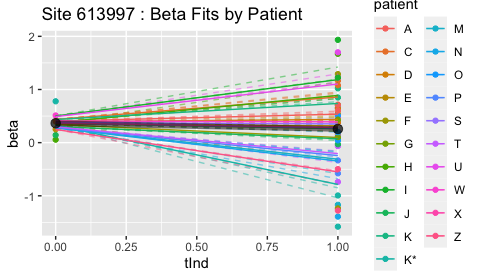 Site 613997 : Beta Fits by Patient
beta
2
1
0
-1
0.00 0.25 0.50 0.75 1.00
tInd
patient
A
C
D
E
F
G
H
I
J
K
K*
M
N
O
P
S
T
U
W
X
Z